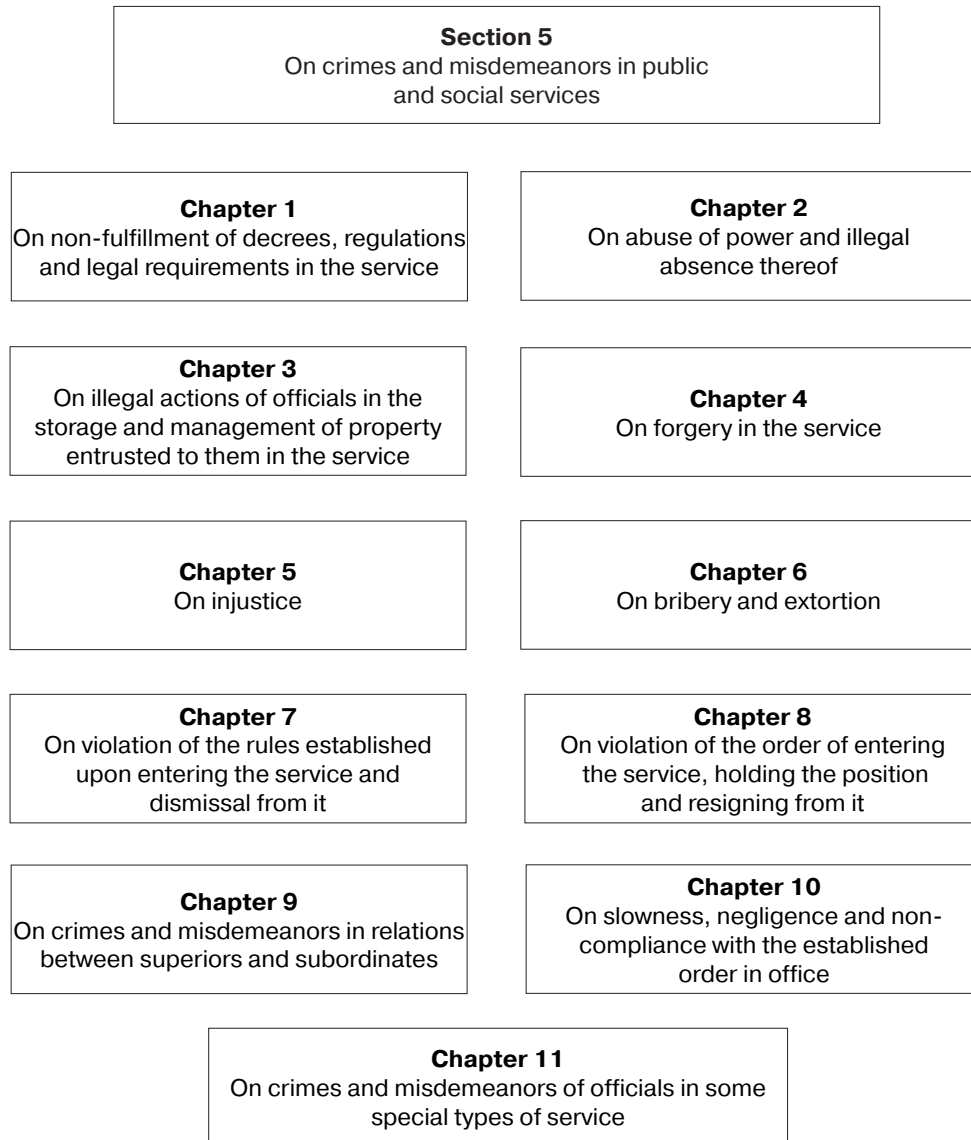 Section 5
On crimes and misdemeanors in public
and social services
Chapter 1
On non-fulfillment of decrees, regulations
and legal requirements in the service
Chapter 2
On abuse of power and illegal
absence thereof
Chapter 3
On illegal actions of officials in the
storage and management of property
entrusted to them in the service
Chapter 4
On forgery in the service
Chapter 5
On injustice
Chapter 6
On bribery and extortion
Chapter 7
On violation of the rules established
upon entering the service and
dismissal from it
Chapter 8
On violation of the order of entering
the service, holding the position
and resigning from it
Chapter 9
On crimes and misdemeanors in relations
between superiors and subordinates
Chapter 10
On slowness, negligence and non-
compliance with the established
order in office
Chapter 11
On crimes and misdemeanors of officials in some
special types of service